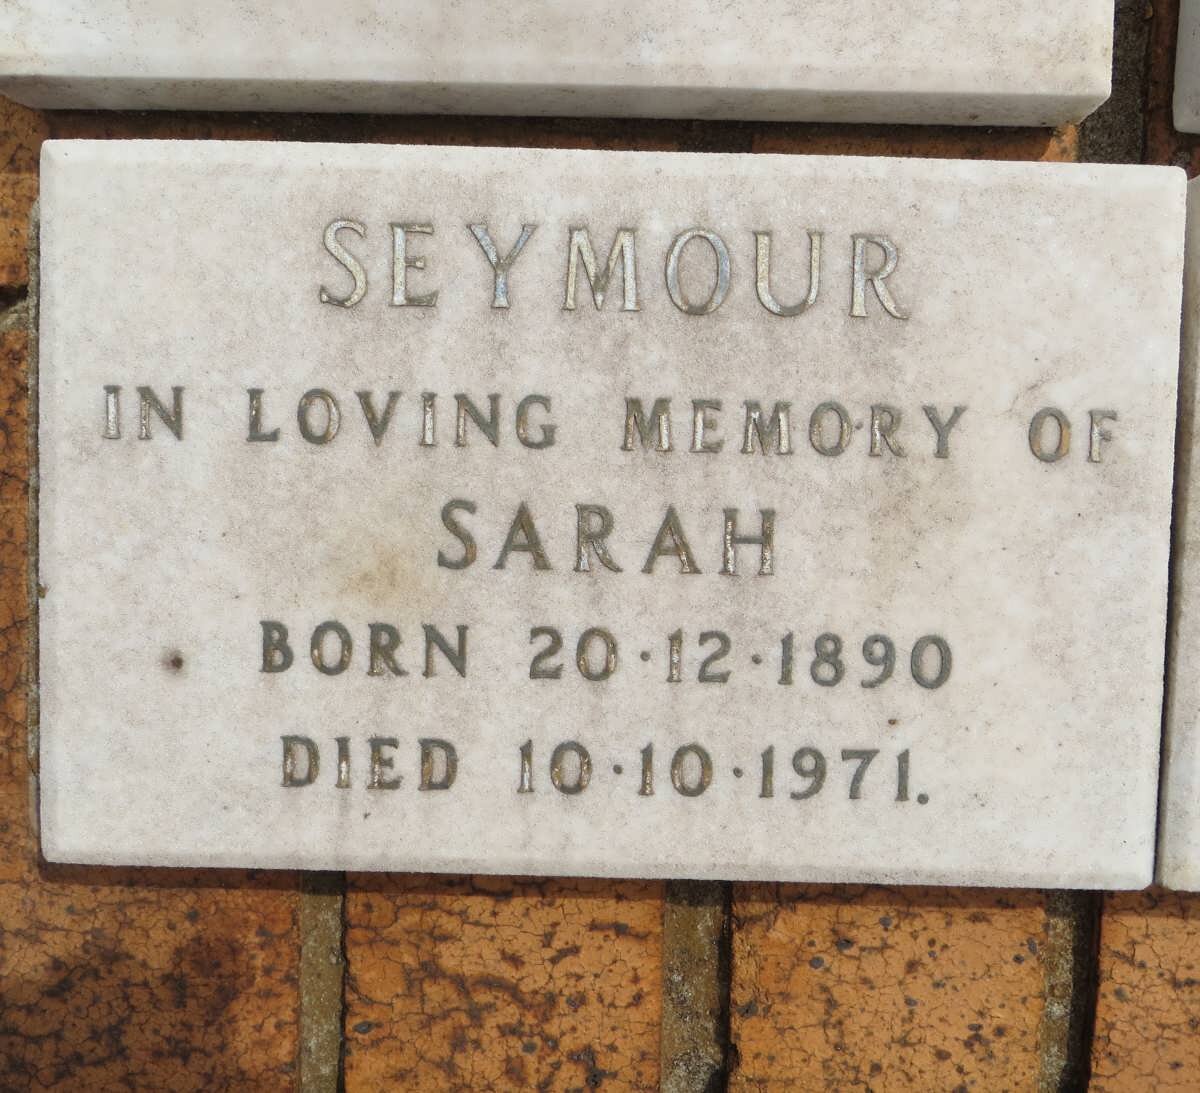 SEYMOUR
IN LOVING MEMORY OF
SARAH
BORN 20·12·1890
DIED 10·10·1971.